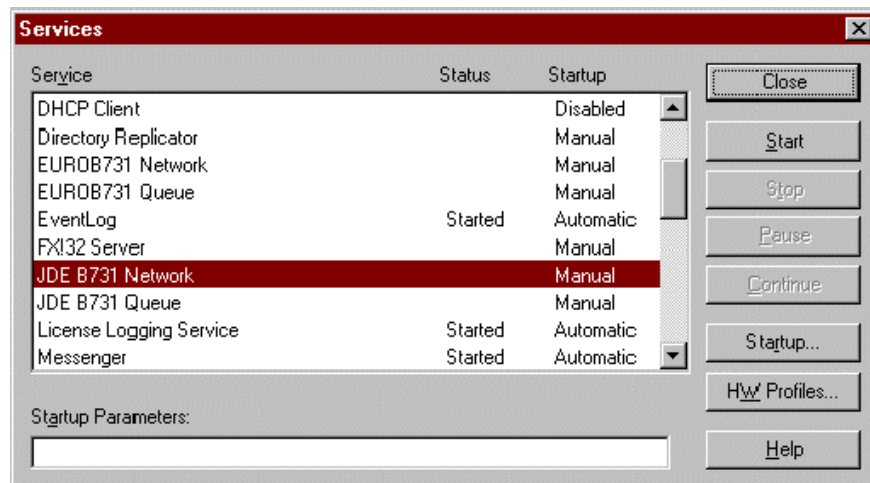 Services
Service Status Startup
DHCP Client Disabled
Directory Replicator Manual
EUROB731 Network Manual
EUROB731 Queue Manual
EventLog Started Automatic
FX!32 Server Manual
JDE B731 Network Manual
JDE B731 Queue Manual
License Logging Service Started Automatic
Messenger Started Automatic
Startup Parameters:
Close
Start
Stop
Pause
Continue
Startup...
HW Profiles...
Help